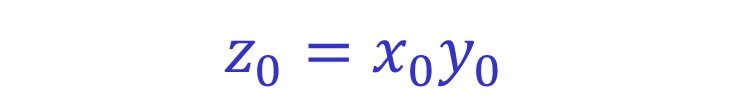 z₀ = x₀y₀